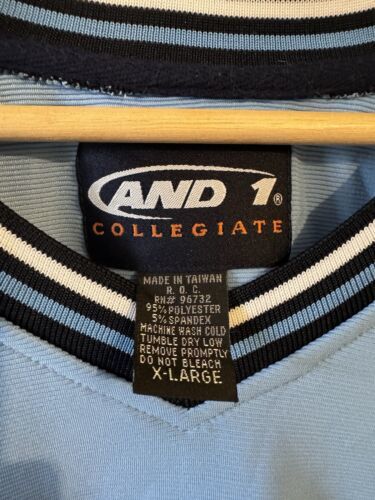 AND 1®
COLLEGIATE
MADE IN TAIWAN
R. O. C.
RN# 96732
95% POLYESTER
5% SPANDEX
MACHINE WASH COLD
TUMBLE DRY LOW
REMOVE PROMPTLY
DO NOT BLEACH
X-LARGE